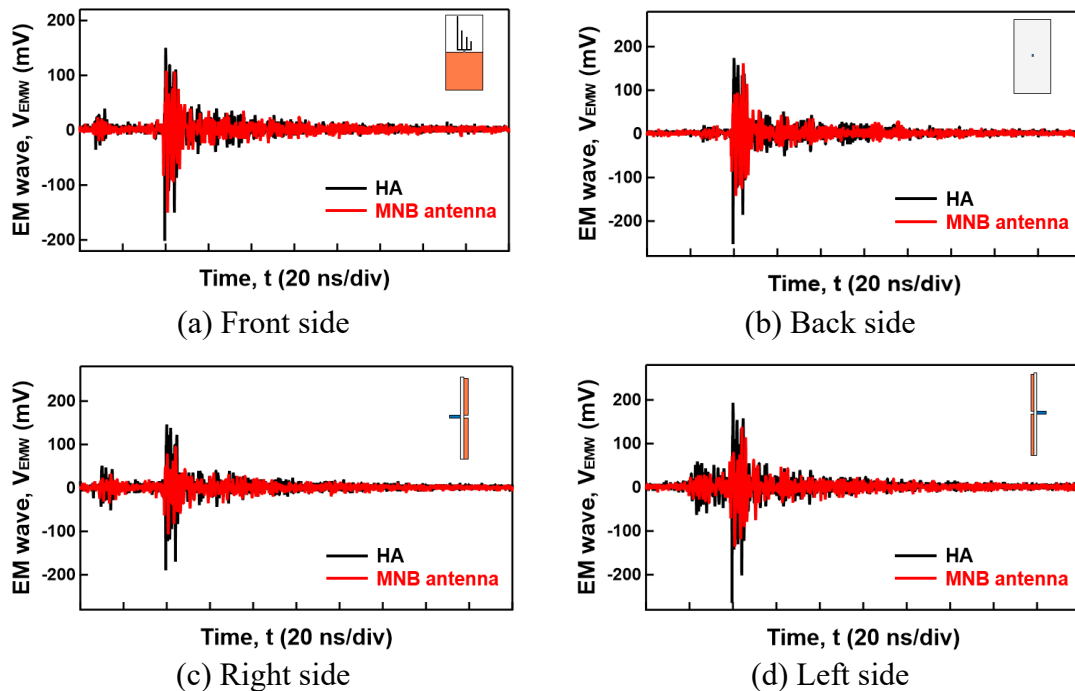 EM wave, VEMW (mV)
200
100
0
-100
-200
HA
MNB antenna
Time, t (20 ns/div)
(a) Front side
EM wave, VEMW (mV)
200
100
0
-100
-200
HA
MNB antenna
Time, t (20 ns/div)
(b) Back side
EM wave, VEMW (mV)
200
100
0
-100
-200
HA
MNB antenna
Time, t (20 ns/div)
(c) Right side
EM wave, VEMW (mV)
200
100
0
-100
-200
HA
MNB antenna
Time, t (20 ns/div)
(d) Left side